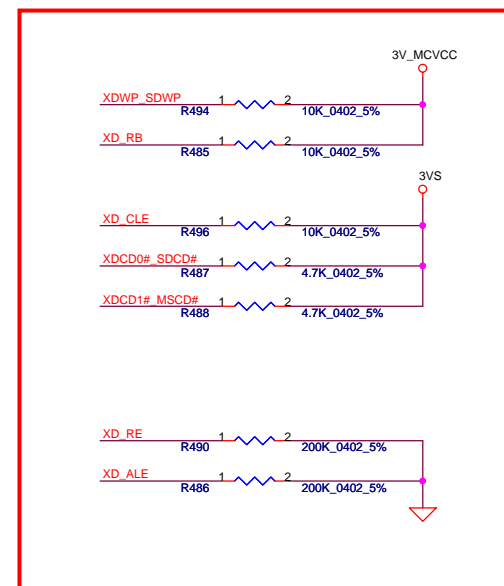 3V_MCVCC
XDWP_SDWP 1 2
R494 10K_0402_5%
XD_RB 1 2
R485 10K_0402_5%
3VS
XD_CLE 1 2
R496 10K_0402_5%
XDCD0#_SDCD# 1 2
R487 4.7K_0402_5%
XDCD1#_MSCD# 1 2
R488 4.7K_0402_5%
XD_RE 1 2
R490 200K_0402_5%
XD_ALE 1 2
R486 200K_0402_5%